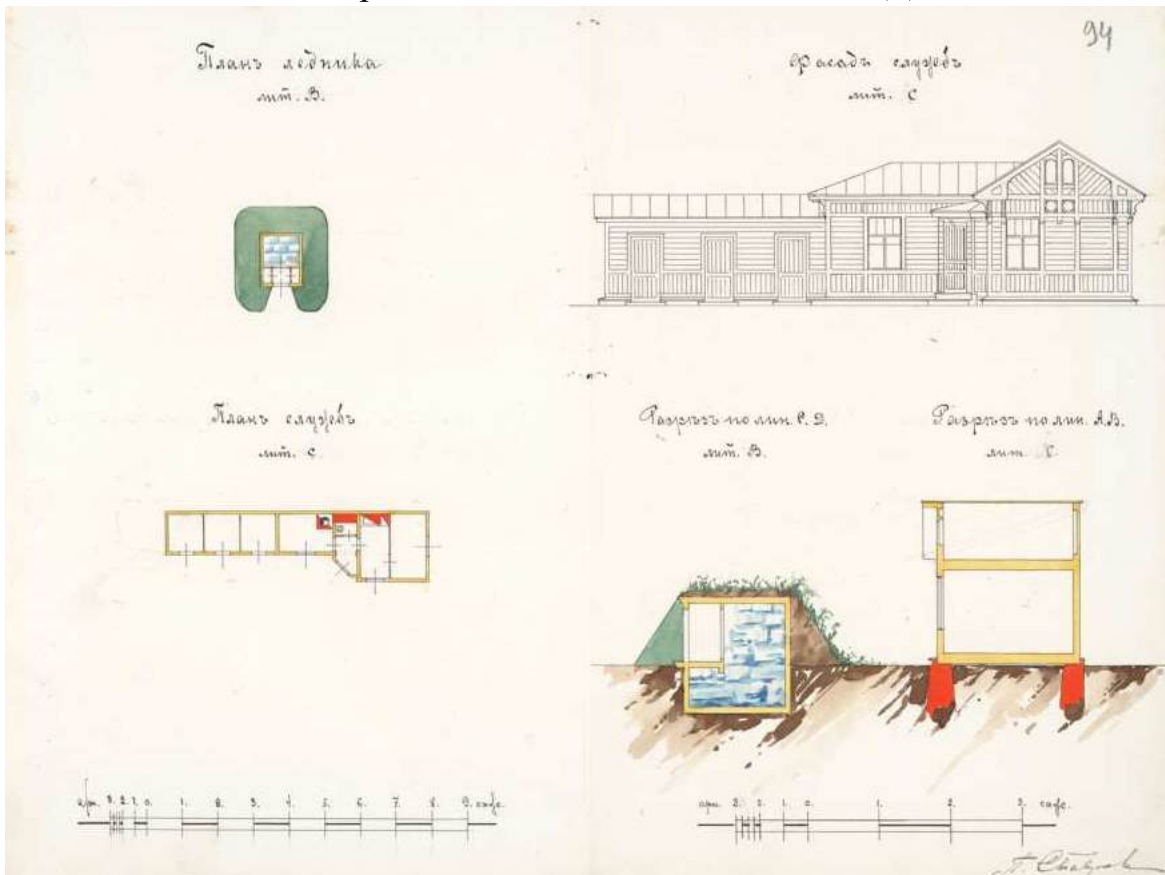 94
Планъ ледника
лит. В.
Фасадъ службъ
лит. С
Планъ службъ
лит. С.
Разрѣзъ по лин. С. D.
лит. В.
Разрѣзъ по лин. А.В.
лит. С
арш. 3. 2. 1. 0. 1. 2. 3. 4. 5. 6. 7. 8. 9. саж.
арш. 3. 2. 1. 0. 1. 2. 3. саж.